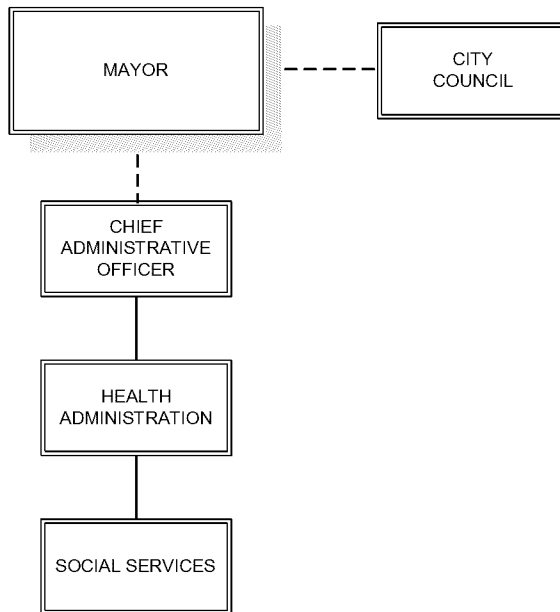 MAYOR
CITY
COUNCIL
CHIEF
ADMINISTRATIVE
OFFICER
HEALTH
ADMINISTRATION
SOCIAL SERVICES